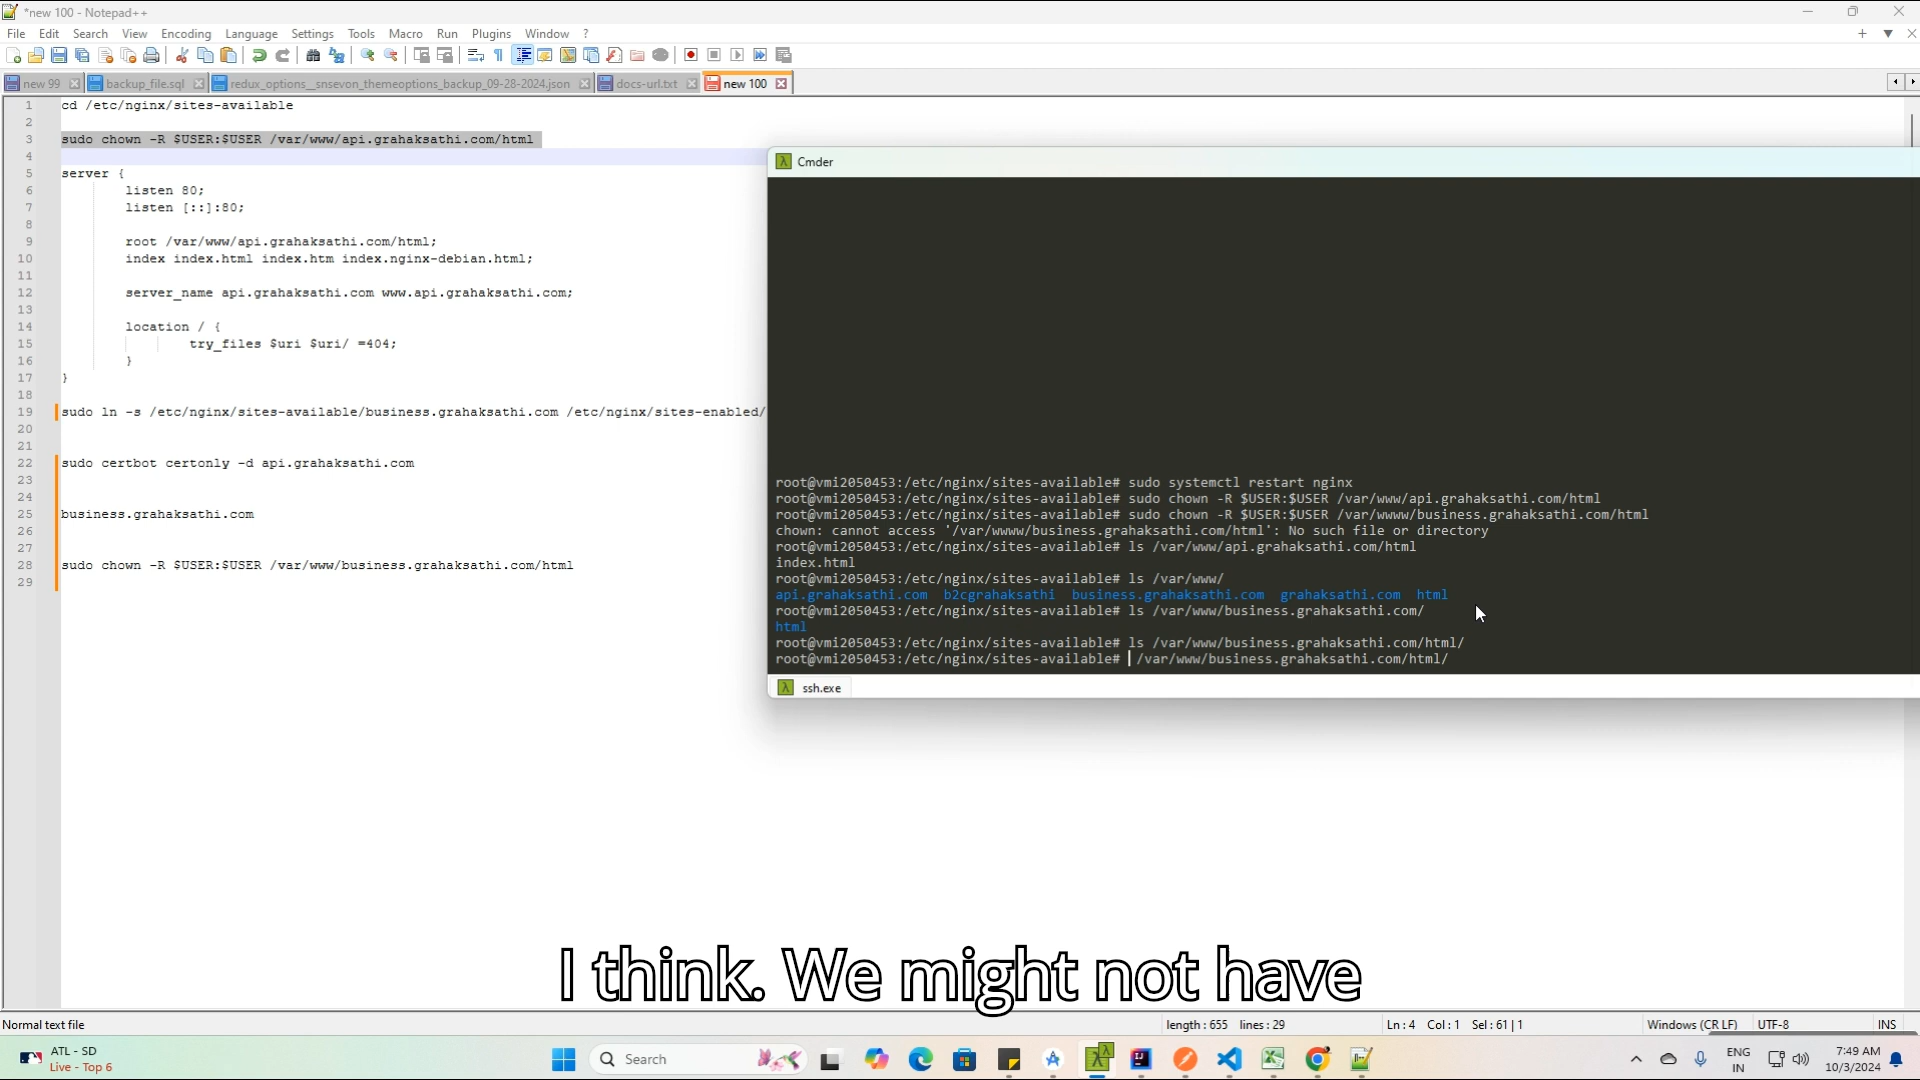 *new 100 - Notepad++
File Edit Search View Encoding Language Settings Tools Macro Run Plugins Window ?
new 99 backup_file.sql redux_options__snsevon_themeoptions_backup_09-28-2024.json docs-url.txt new 100
1 cd /etc/nginx/sites-available
2
3 sudo chown -R $USER:$USER /var/www/api.grahaksathi.com/html
4
5 server {
6 listen 80;
7 listen [::]:80;
8
9 root /var/www/api.grahaksathi.com/html;
10 index index.html index.htm index.nginx-debian.html;
11
12 server_name api.grahaksathi.com www.api.grahaksathi.com;
13
14 location / {
15 try_files $uri $uri/ =404;
16 }
17 }
18
19 sudo ln -s /etc/nginx/sites-available/business.grahaksathi.com /etc/nginx/sites-enabled/
20
21
22 sudo certbot certonly -d api.grahaksathi.com
23
24
25 business.grahaksathi.com
26
27
28 sudo chown -R $USER:$USER /var/www/business.grahaksathi.com/html
29
λ Cmder
root@vmi2050453:/etc/nginx/sites-available# sudo systemctl restart nginx
root@vmi2050453:/etc/nginx/sites-available# sudo chown -R $USER:$USER /var/www/api.grahaksathi.com/html
root@vmi2050453:/etc/nginx/sites-available# sudo chown -R $USER:$USER /var/wwww/business.grahaksathi.com/html
chown: cannot access '/var/wwww/business.grahaksathi.com/html': No such file or directory
root@vmi2050453:/etc/nginx/sites-available# ls /var/www/api.grahaksathi.com/html
index.html
root@vmi2050453:/etc/nginx/sites-available# ls /var/www/
api.grahaksathi.com b2cgrahaksathi business.grahaksathi.com grahaksathi.com html
root@vmi2050453:/etc/nginx/sites-available# ls /var/www/business.grahaksathi.com/
html
root@vmi2050453:/etc/nginx/sites-available# ls /var/www/business.grahaksathi.com/html/
root@vmi2050453:/etc/nginx/sites-available# /var/www/business.grahaksathi.com/html/
λ ssh.exe
I think. We might not have
Normal text file length : 655 lines : 29 Ln : 4 Col : 1 Sel : 61 | 1 Windows (CR LF) UTF-8 INS
ATL - SD
Live - Top 6
Search
ENG
IN
7:49 AM
10/3/2024